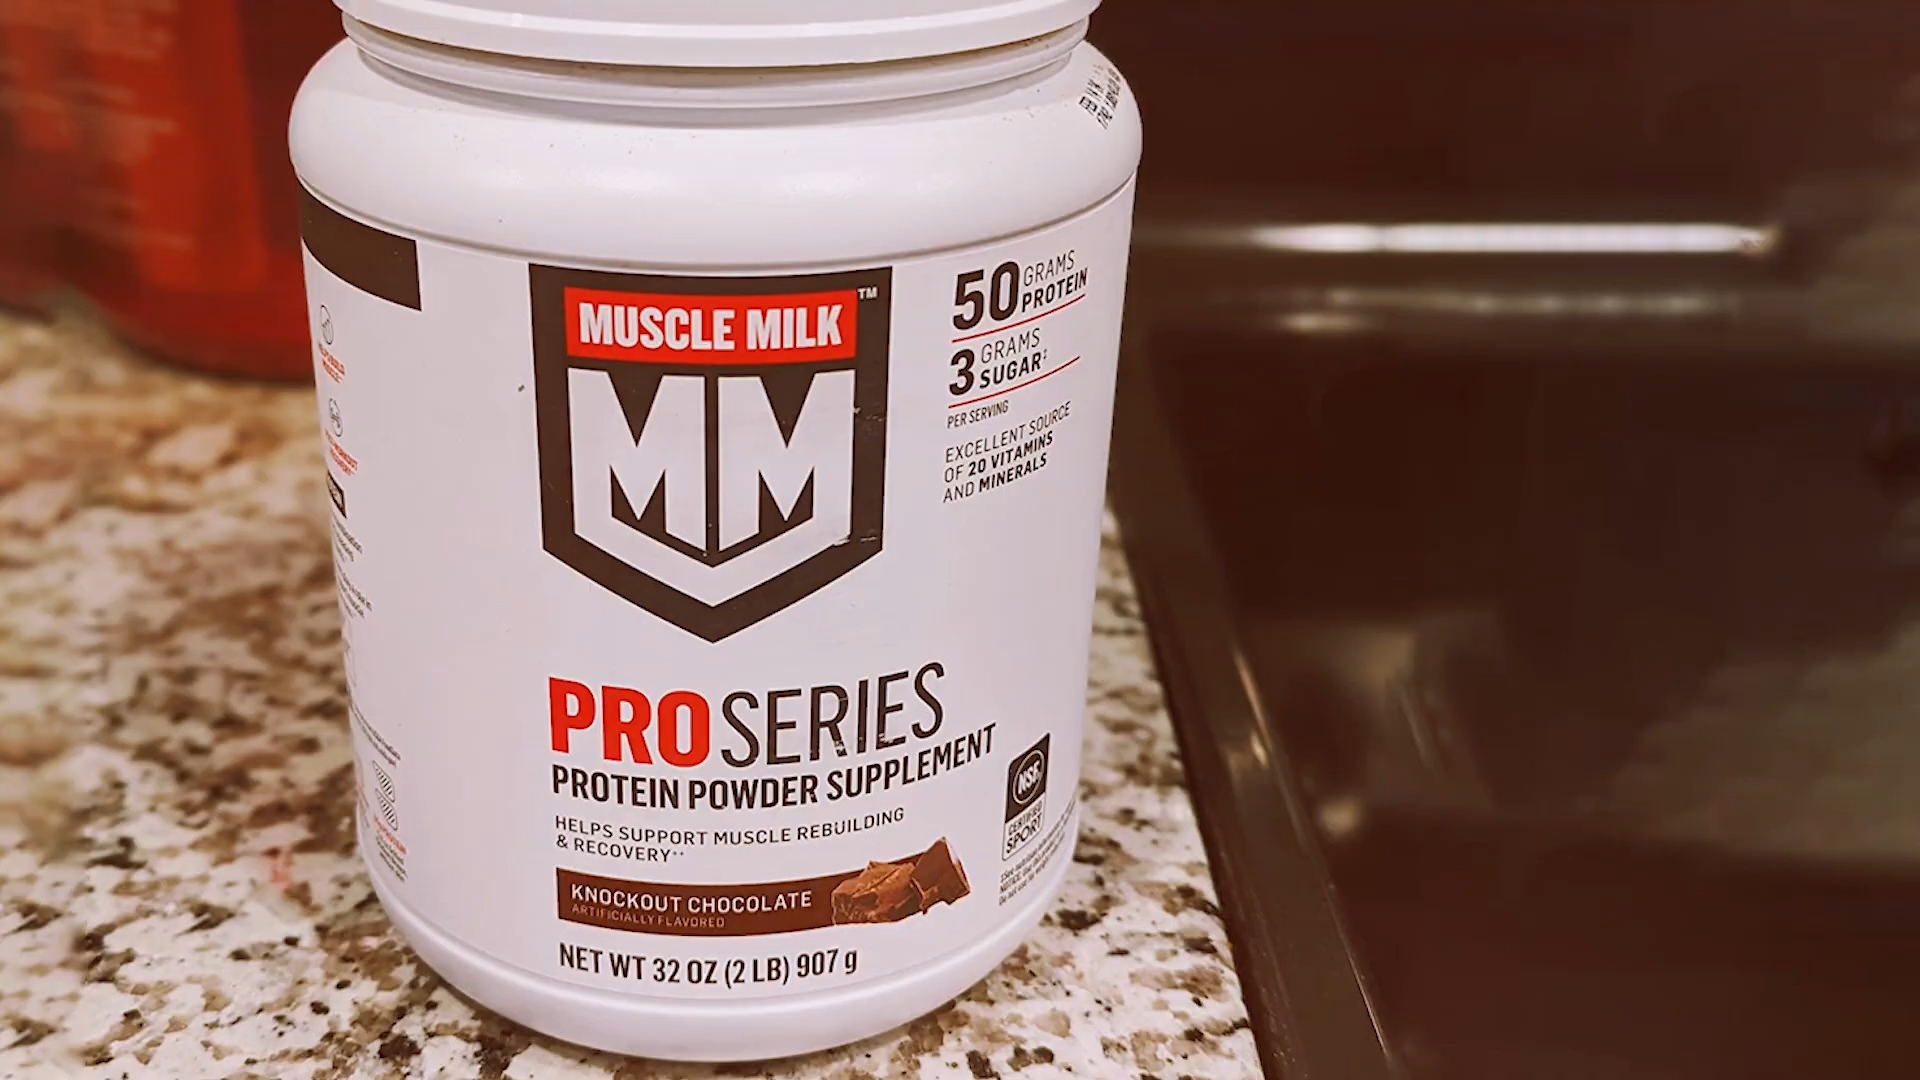 MUSCLE MILK™
MM
50 GRAMS
PROTEIN
3 GRAMS
SUGAR‡
PER SERVING
EXCELLENT SOURCE
OF 20 VITAMINS
AND MINERALS
PRO SERIES
PROTEIN POWDER SUPPLEMENT
HELPS SUPPORT MUSCLE REBUILDING
& RECOVERY**
KNOCKOUT CHOCOLATE
ARTIFICIALLY FLAVORED
NET WT 32 OZ (2 LB) 907 g
NSF
CERTIFIED
SPORT